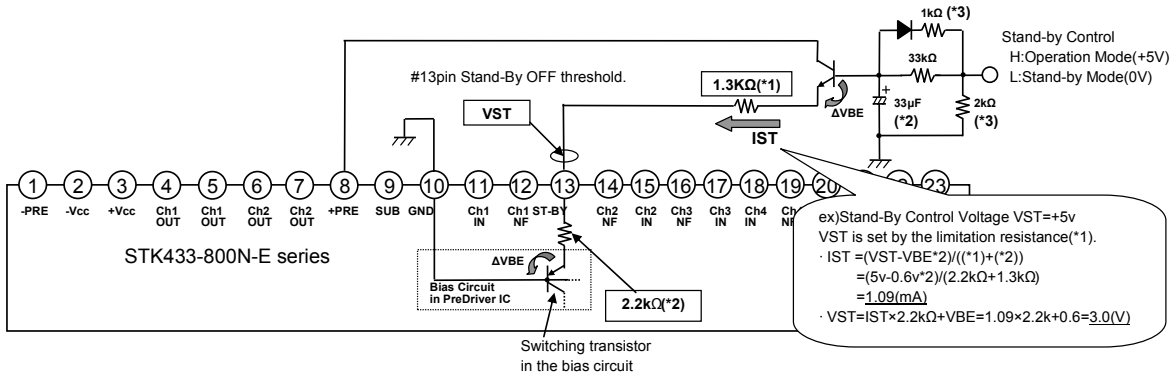 1kΩ (*3)
Stand-by Control
H:Operation Mode(+5V)
L:Stand-by Mode(0V)
33kΩ
#13pin Stand-By OFF threshold.
1.3KΩ(*1)
ΔVBE
33µF
(*2)
2kΩ
(*3)
VST
IST
1 2 3 4 5 6 7 8 9 10 11 12 13 14 15 16 17 18 19 20 23
-PRE -Vcc +Vcc Ch1 OUT Ch1 OUT Ch2 OUT Ch2 OUT +PRE SUB GND Ch1 IN Ch1 NF ST-BY Ch2 NF Ch2 IN Ch3 NF Ch3 IN Ch4 IN
STK433-800N-E series
ΔVBE
Bias Circuit
in PreDriver IC
2.2kΩ(*2)
Switching transistor
in the bias circuit
ex)Stand-By Control Voltage VST=+5v
VST is set by the limitation resistance(*1).
· IST =(VST-VBE*2)/((*1)+(*2))
=(5v-0.6v*2)/(2.2kΩ+1.3kΩ)
=1.09(mA)
· VST=IST×2.2kΩ+VBE=1.09×2.2k+0.6=3.0(V)